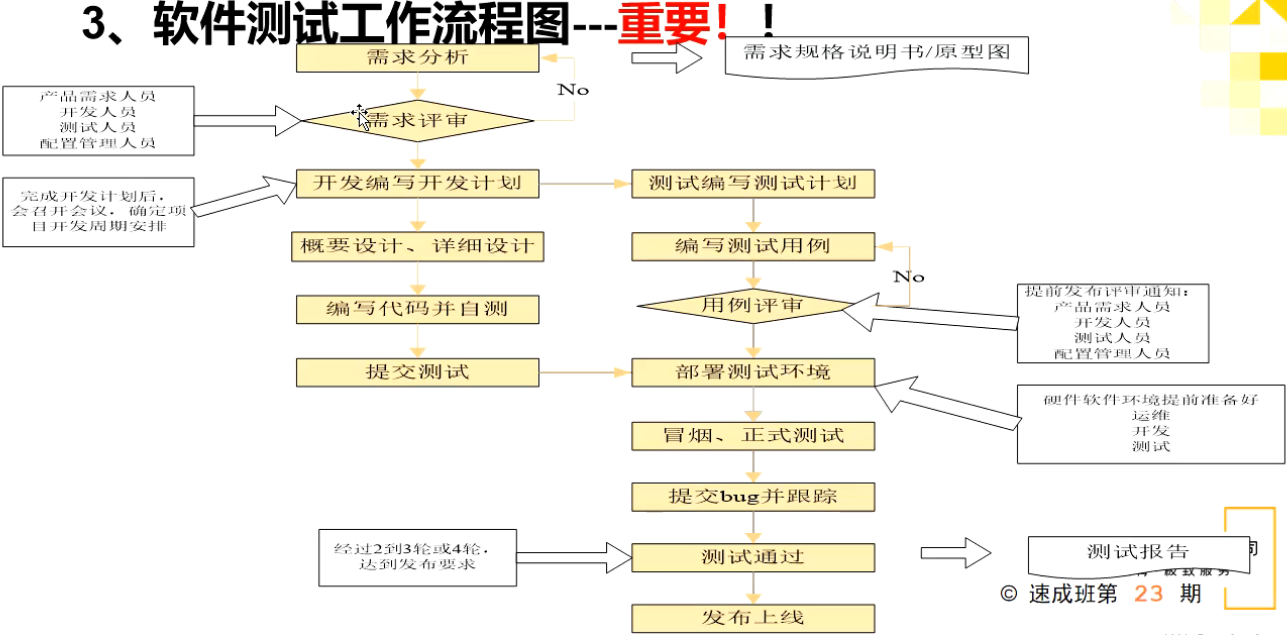 3、软件测试工作流程图---重要！！
需求分析
需求规格说明书/原型图
No
产品需求人员
开发人员
测试人员
配置管理人员
需求评审
开发编写开发计划
测试编写测试计划
完成开发计划后，
会召开会议，确定项
目开发周期安排
概要设计、详细设计
编写测试用例
No
编写代码并自测
用例评审
提前发布评审通知：
产品需求人员
开发人员
测试人员
配置管理人员
提交测试
部署测试环境
硬件软件环境提前准备好
运维
开发
测试
冒烟、正式测试
提交bug并跟踪
经过2到3轮或4轮，
达到发布要求
测试通过
测试报告
司
极致服务
© 速成班第 23 期
发布上线